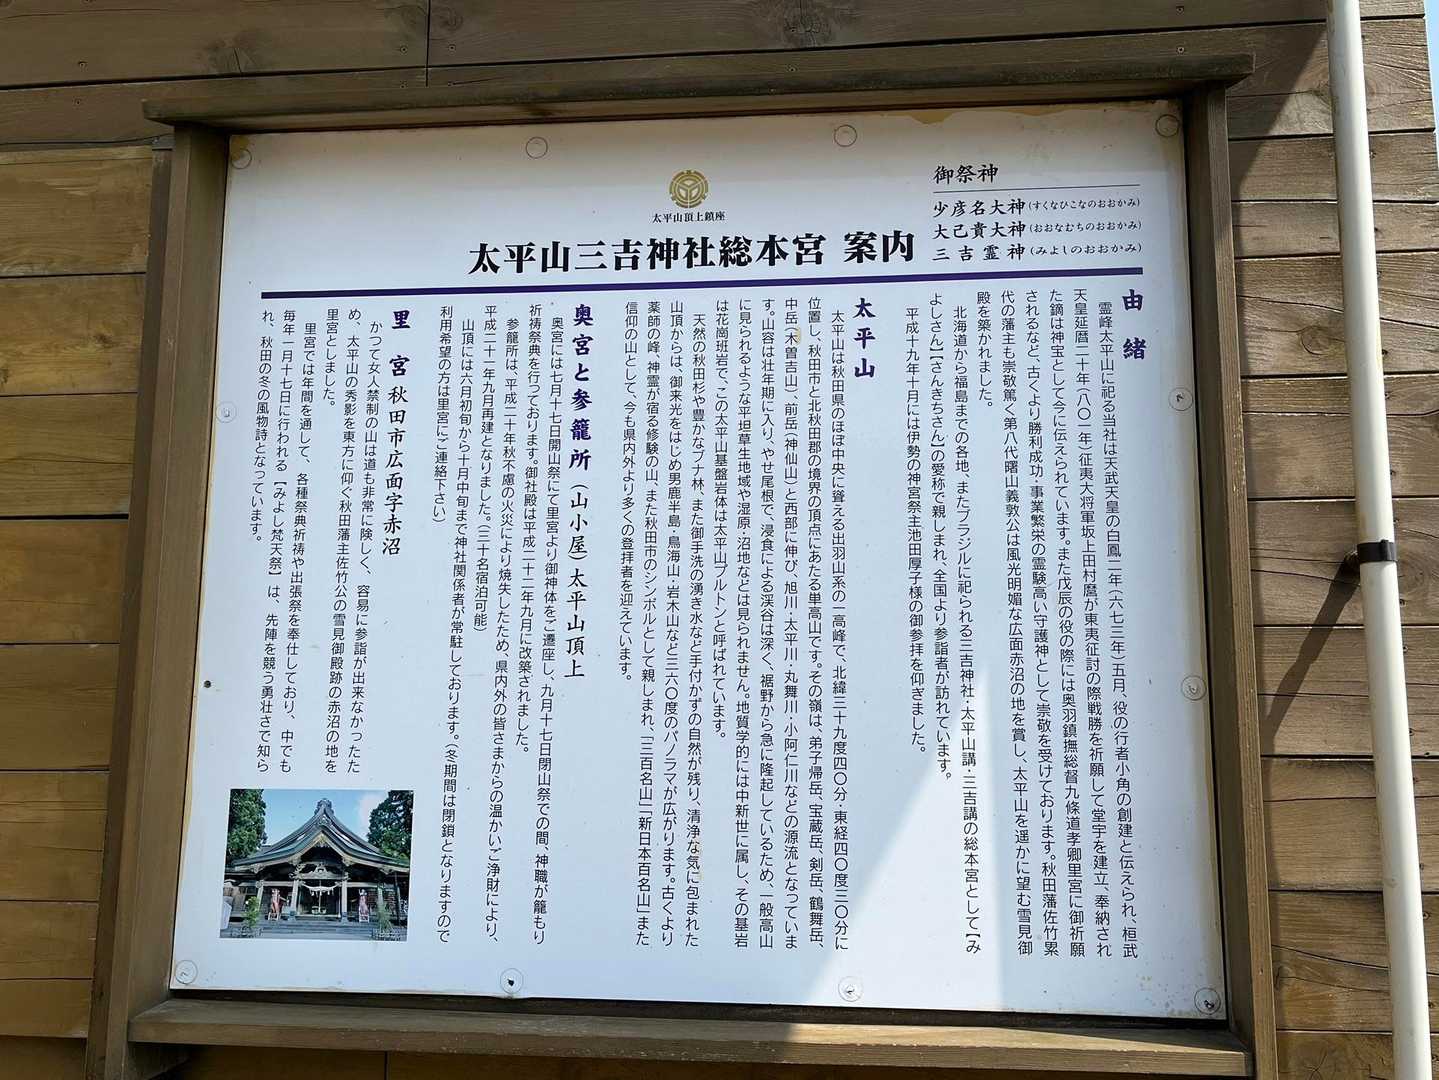 太平山頂上鎮座
太平山三吉神社総本宮 案内
御祭神
少彦名大神(すくなひこなのおおかみ)
大己貴大神(おおなむちのおおかみ)
三吉霊神(みよしのおおかみ)
由緒
霊峰太平山に祀る当社は天武天皇の白鳳二年(六七三年)五月、役の行者小角の創建と伝えられ、桓武
天皇延暦二十年(八〇一年)征夷大将軍坂上田村麿が東夷征討の際戦勝を祈願して堂宇を建立、奉納され
た鏑は神宝として今に伝えられています。また戊辰の役の際には奥羽鎮撫総督九條道孝卿里宮に御祈願
されるなど、古くより勝利成功・事業繁栄の霊験高い守護神として崇敬を受けております。秋田藩佐竹累
代の藩主も崇敬篤く第八代曙山義敦公は風光明媚な広面赤沼の地を賞し、太平山を遥かに望む雪見御
殿を築かれました。
北海道から福島までの各地、またブラジルに祀られる三吉神社・太平山講・三吉講の総本宮として【み
よしさん】【さんきちさん】の愛称で親しまれ、全国より参詣者が訪れています。
平成十九年十月には伊勢の神宮祭主池田厚子様の御参拝を仰ぎました。
太平山
太平山は秋田県のほぼ中央に聳える出羽山系の一高峰で、北緯三十九度四〇分・東経四〇度三〇分に
位置し、秋田市と北秋田郡の境界の頂点にあたる単高山です。その嶺は、弟子帰岳、宝蔵岳、剣岳、鶴舞岳、
中岳(木曽吉山)、前岳(神仙山)と西部に伸び、旭川・太平川・丸舞川・小阿仁川などの源流となっていま
す。山容は壮年期に入り、やせ尾根で、浸食による渓谷は深く、裾野から急に隆起しているため、一般高山
に見られるような平坦草生地域や湿原・沼地などは見られません。地質学的には中新世に属し、その基岩
は花崗班岩で、この太平山基盤岩体は太平山プルトンと呼ばれています。
天然の秋田杉や豊かなブナ林、また御手洗の湧き水など手付かずの自然が残り、清浄な気に包まれた
山頂からは、御来光をはじめ男鹿半島・鳥海山・岩木山など三六〇度のパノラマが広がります。古くより
薬師の峰、神霊が宿る修験の山、また秋田市のシンボルとして親しまれ、「三百名山」「新日本百名山」また
信仰の山として、今も県内外より多くの登拝者を迎えています。
奥宮と参籠所(山小屋)太平山頂上
奥宮には七月十七日開山祭にて里宮より御神体をご遷座し、九月十七日閉山祭での間、神職が籠もり
祈祷祭典を行っております。御社殿は平成二十二年九月に改築されました。
参籠所は、平成二十年秋不慮の火災により焼失したため、県内外の皆さまからの温かいご浄財により、
平成二十一年九月再建となりました。(三十名宿泊可能)
山頂には六月初旬から十月中旬まで神社関係者が常駐しております。(冬期間は閉鎖となりますので
利用希望の方は里宮にご連絡下さい)
里宮 秋田市広面字赤沼
かつて女人禁制の山は道も非常に険しく、容易に参詣が出来なかったた
め、太平山の秀影を東方に仰ぐ秋田藩主佐竹公の雪見御殿跡の赤沼の地を
里宮としました。
里宮では年間を通して、各種祭典祈祷や出張祭を奉仕しており、中でも
毎年一月十七日に行われる【みよし梵天祭】は、先陣を競う勇壮さで知ら
れ、秋田の冬の風物詩となっています。